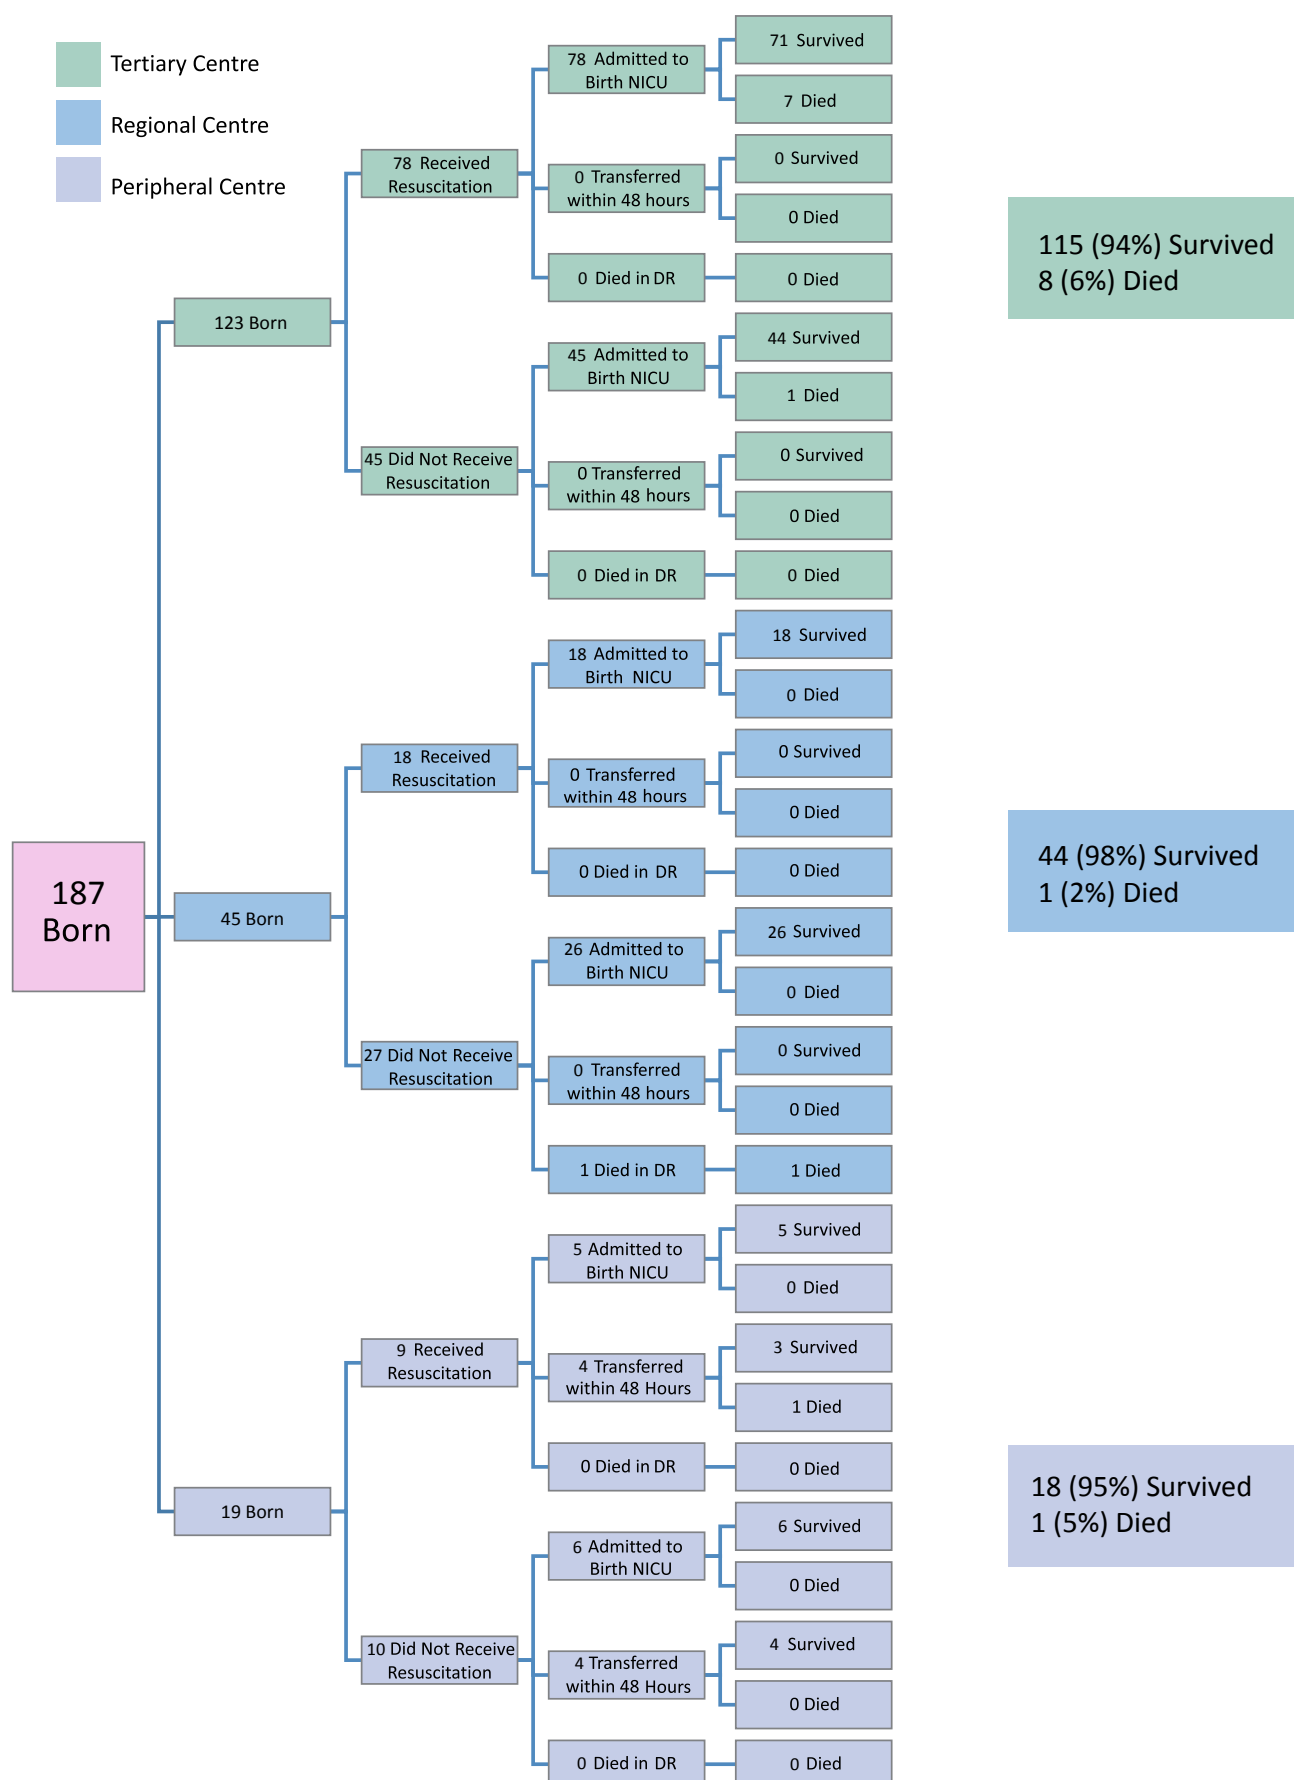 Tertiary Centre
Regional Centre
Peripheral Centre
187
Born
123 Born
78 Received
Resuscitation
78 Admitted to
Birth NICU
71 Survived
7 Died
0 Transferred
within 48 hours
0 Survived
0 Died
0 Died in DR
0 Died
45 Did Not Receive
Resuscitation
45 Admitted to
Birth NICU
44 Survived
1 Died
0 Transferred
within 48 hours
0 Survived
0 Died
0 Died in DR
0 Died
115 (94%) Survived
8 (6%) Died
45 Born
18 Received
Resuscitation
18 Admitted to
Birth NICU
18 Survived
0 Died
0 Transferred
within 48 hours
0 Survived
0 Died
0 Died in DR
0 Died
27 Did Not Receive
Resuscitation
26 Admitted to
Birth NICU
26 Survived
0 Died
0 Transferred
within 48 hours
0 Survived
0 Died
1 Died in DR
1 Died
44 (98%) Survived
1 (2%) Died
19 Born
9 Received
Resuscitation
5 Admitted to
Birth NICU
5 Survived
0 Died
4 Transferred
within 48 Hours
3 Survived
1 Died
0 Died in DR
0 Died
10 Did Not Receive
Resuscitation
6 Admitted to
Birth NICU
6 Survived
0 Died
4 Transferred
within 48 Hours
4 Survived
0 Died
0 Died in DR
0 Died
18 (95%) Survived
1 (5%) Died